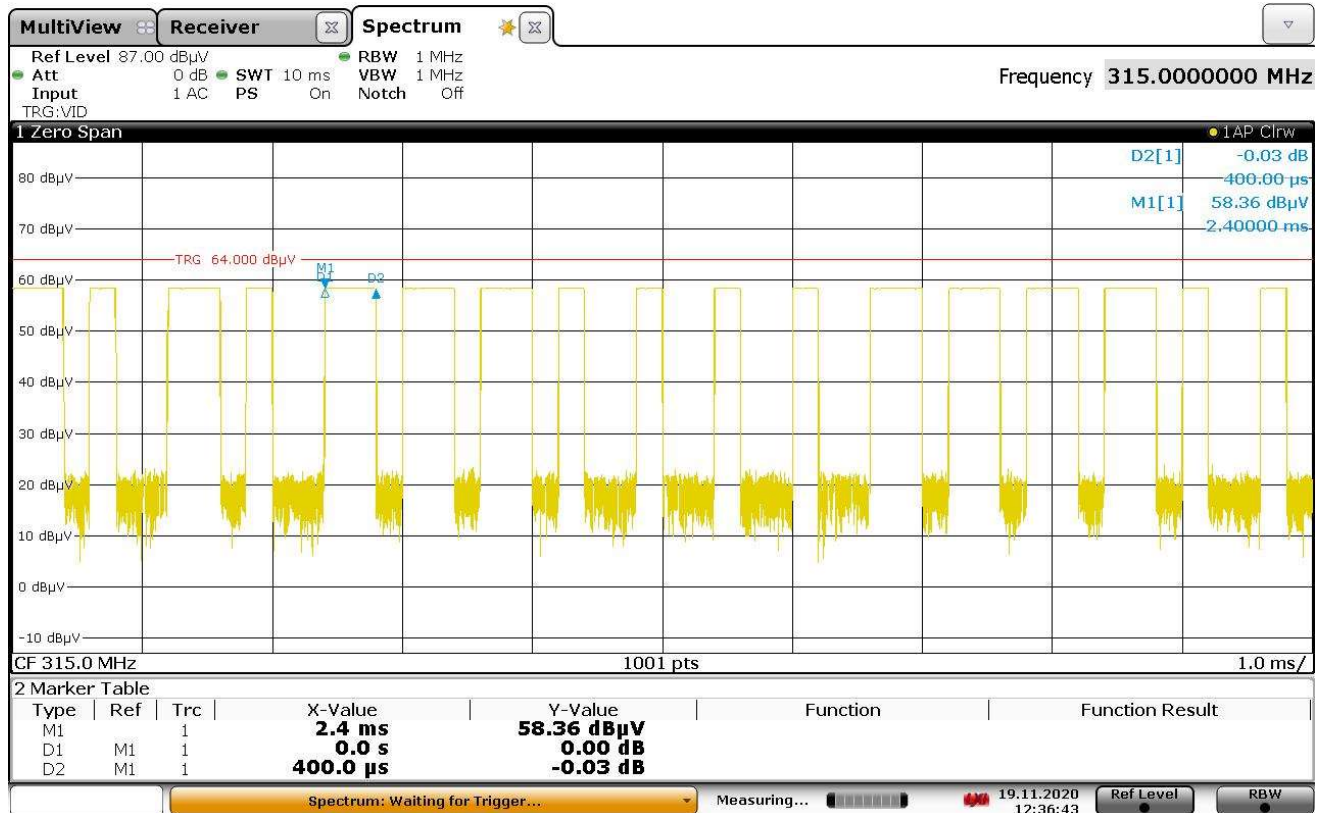 MultiView Receiver Spectrum
Ref Level 87.00 dBµV RBW 1 MHz
Att 0 dB SWT 10 ms VBW 1 MHz
Input 1 AC PS On Notch Off
TRG:VID
Frequency 315.0000000 MHz
1 Zero Span 1AP Clrw
D2[1] -0.03 dB
400.00 µs
M1[1] 58.36 dBµV
2.40000 ms
80 dBµV
70 dBµV
TRG 64.000 dBµV
M1
D1 D2
60 dBµV
50 dBµV
40 dBµV
30 dBµV
20 dBµV
10 dBµV
0 dBµV
-10 dBµV
CF 315.0 MHz 1001 pts 1.0 ms/
2 Marker Table
Type Ref Trc X-Value Y-Value Function Function Result
M1 1 2.4 ms 58.36 dBµV
D1 M1 1 0.0 s 0.00 dB
D2 M1 1 400.0 µs -0.03 dB
Spectrum: Waiting for Trigger... Measuring... 19.11.2020 Ref Level RBW
12:36:43